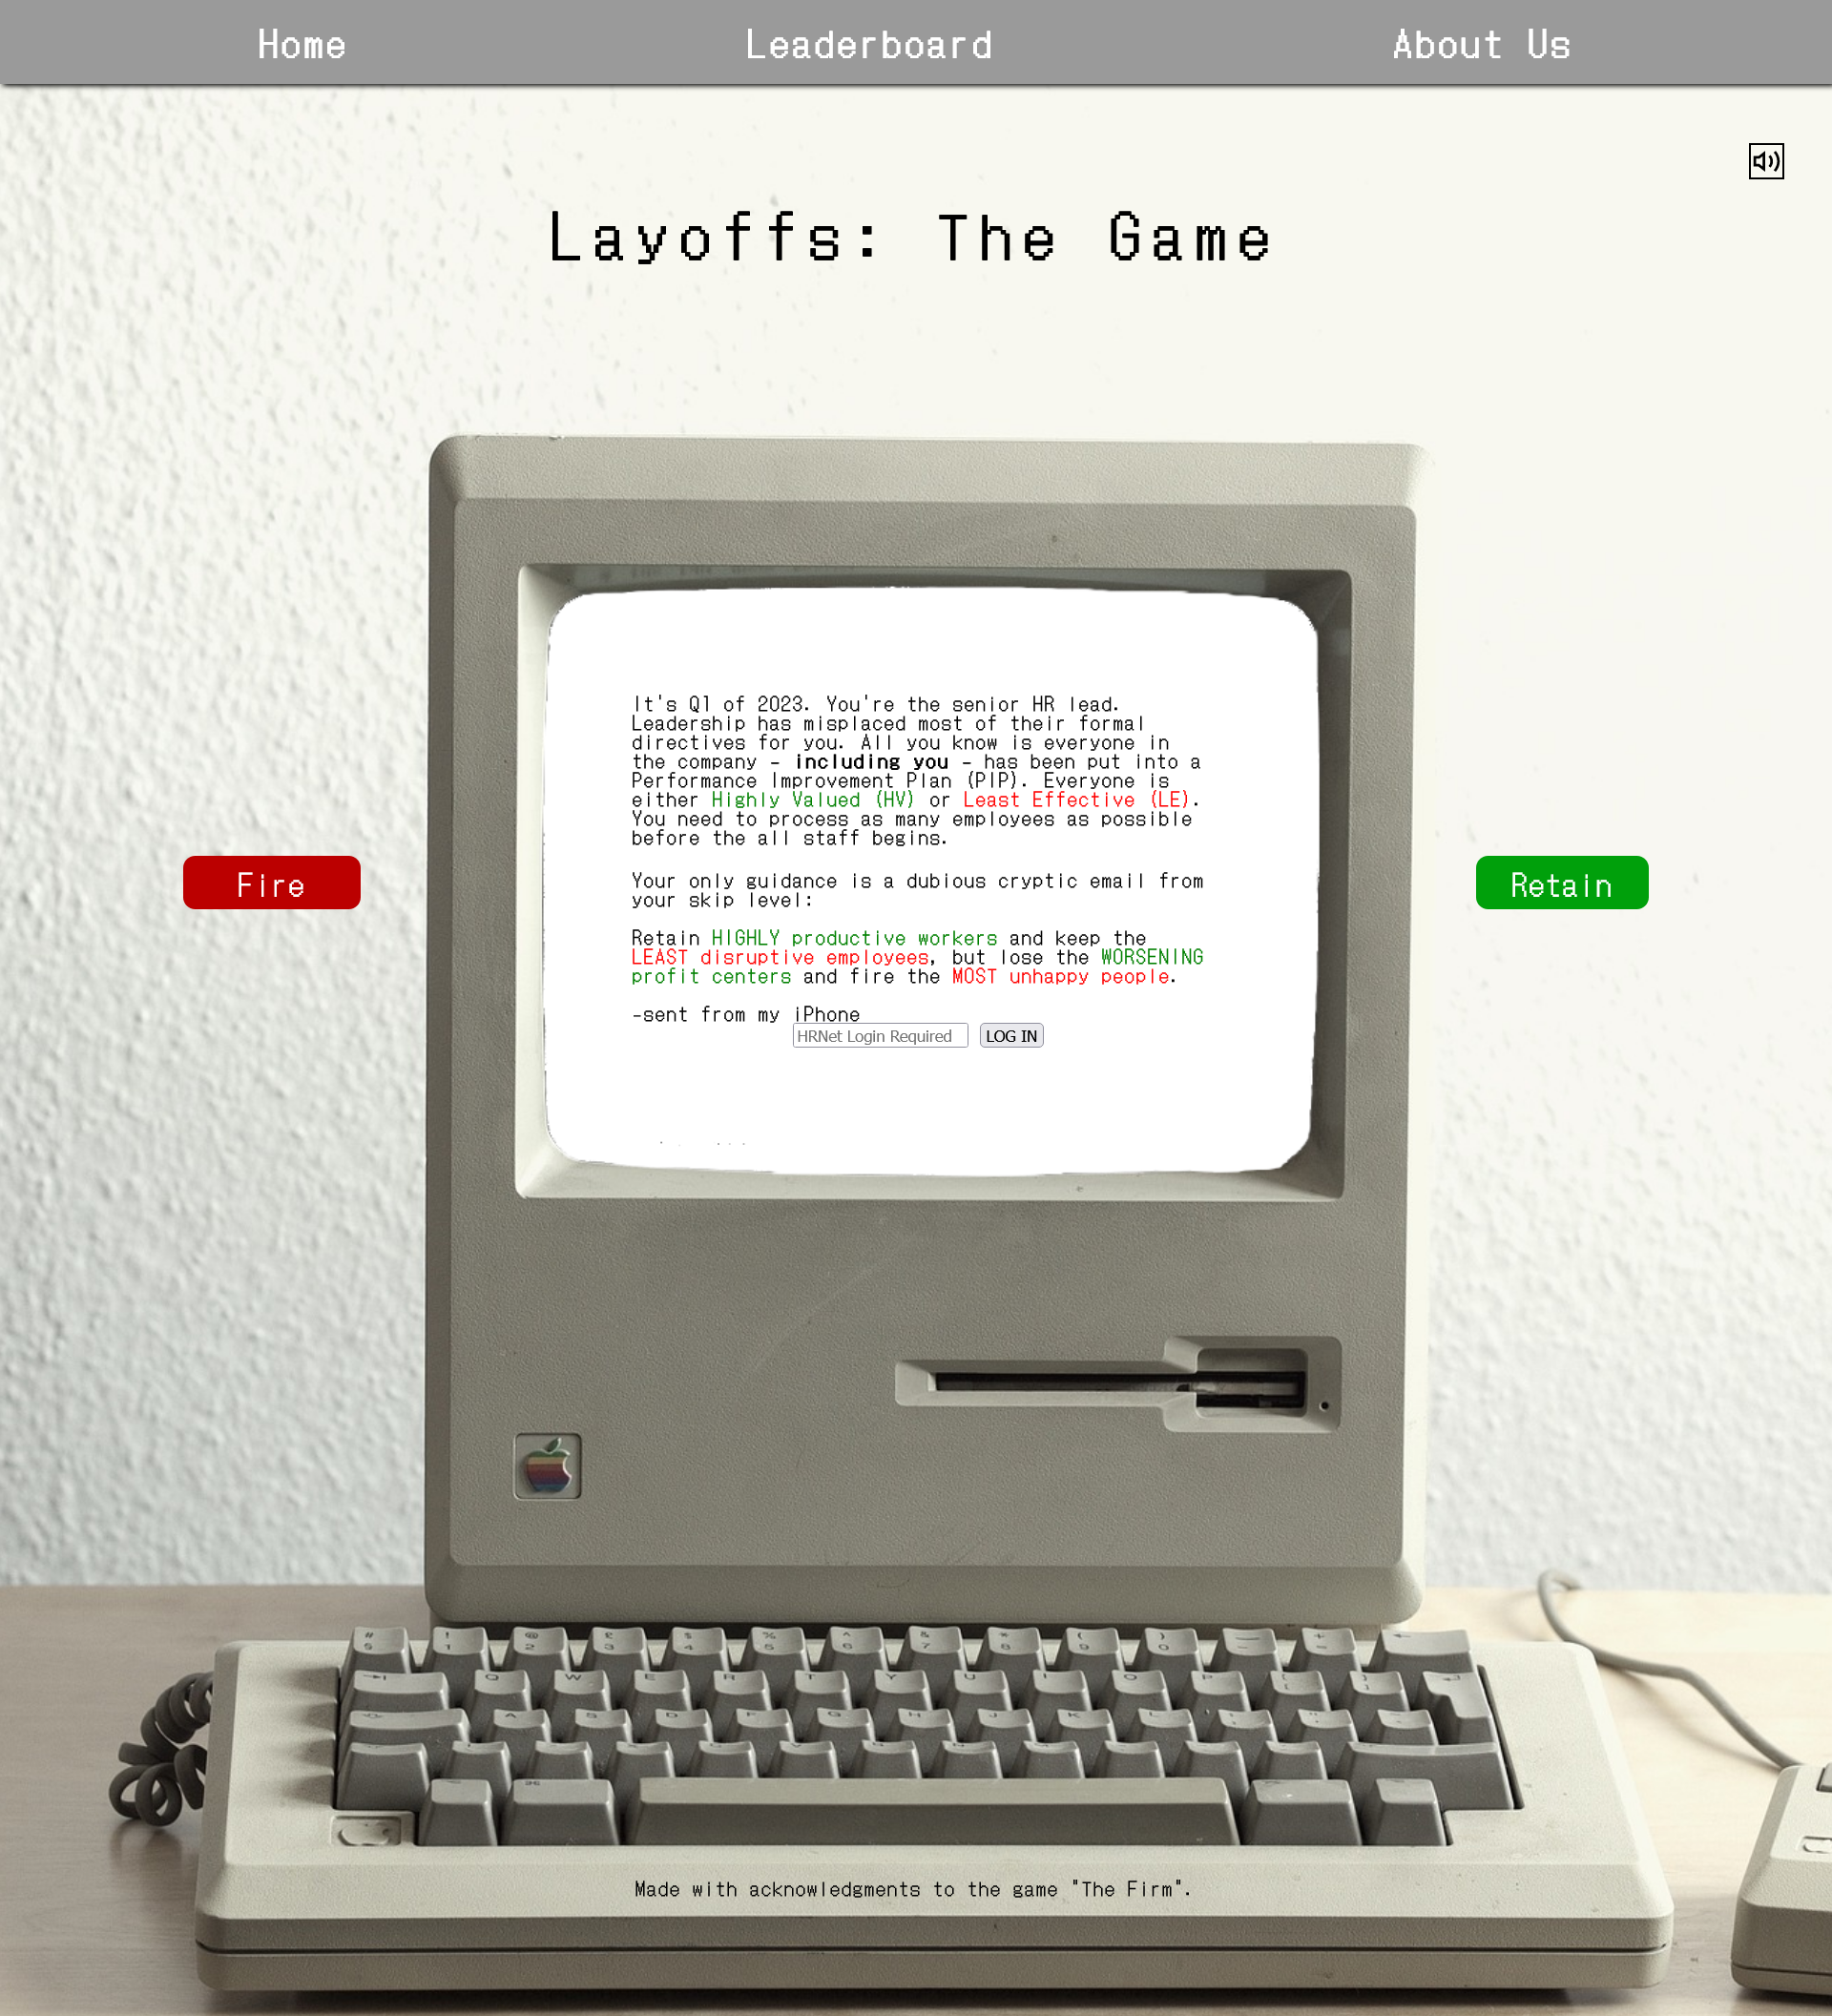 Home Leaderboard About Us
Layoffs: The Game
It's Q1 of 2023. You're the senior HR lead.
Leadership has misplaced most of their formal
directives for you. All you know is everyone in
the company - including you - has been put into a
Performance Improvement Plan (PIP). Everyone is
either Highly Valued (HV) or Least Effective (LE).
You need to process as many employees as possible
before the all staff begins.
Fire
Retain
Your only guidance is a dubious cryptic email from
your skip level:
Retain HIGHLY productive workers and keep the
LEAST disruptive employees, but lose the WORSENING
profit centers and fire the MOST unhappy people.
-sent from my iPhone
HRNet Login Required LOG IN
Made with acknowledgments to the game "The Firm".